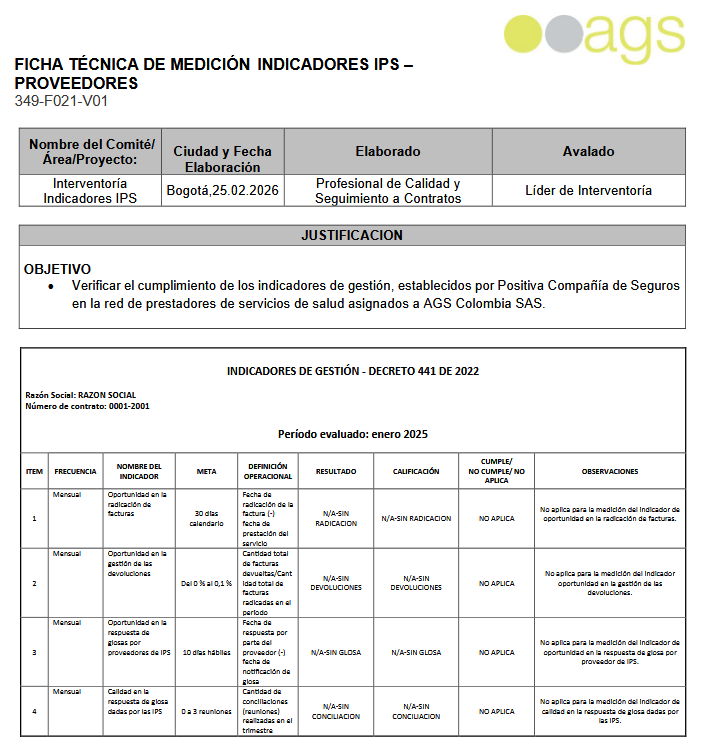 ags
FICHA TÉCNICA DE MEDICIÓN INDICADORES IPS –
PROVEEDORES
349-F021-V01
Nombre del Comité/
Área/Proyecto:
Ciudad y Fecha
Elaboración
Elaborado
Avalado
Interventoría
Indicadores IPS
Bogotá,25.02.2026
Profesional de Calidad y
Seguimiento a Contratos
Líder de Interventoría
JUSTIFICACION
OBJETIVO
• Verificar el cumplimiento de los indicadores de gestión, establecidos por Positiva Compañía de Seguros
en la red de prestadores de servicios de salud asignados a AGS Colombia SAS.
INDICADORES DE GESTIÓN - DECRETO 441 DE 2022
Razón Social: RAZON SOCIAL
Número de contrato: 0001-2001
Período evaluado: enero 2025
ITEM
FRECUENCIA
NOMBRE DEL
INDICADOR
META
DEFINICIÓN
OPERACIONAL
RESULTADO
CALIFICACIÓN
CUMPLE/
NO CUMPLE/ NO
APLICA
OBSERVACIONES
1
Mensual
Oportunidad en la
radicación de
facturas
30 días
calendario
Fecha de
radicación de la
factura (-)
fecha de
prestación del
servicio
N/A-SIN
RADICACION
N/A-SIN RADICACION
NO APLICA
No aplica para la medición del indicador de
oportunidad en la radicación de facturas.
2
Mensual
Oportunidad en la
gestión de las
devoluciones
Del 0 % al 0,1 %
Cantidad total
de facturas
devueltas/Cant
idad total de
facturas
radicadas en el
período
N/A-SIN
DEVOLUCIONES
N/A-SIN
DEVOLUCIONES
NO APLICA
No aplica para la medición del indicador
oportunidad en la gestión de las
devoluciones.
3
Mensual
Oportunidad en la
respuesta de
glosas por
proveedores de IPS
10 días hábiles
Fecha de
respuesta por
parte del
proveedor (-)
fecha de
notificación de
glosa
N/A-SIN GLOSA
N/A-SIN GLOSA
NO APLICA
No aplica para la medición del indicador de
oportunidad en la respuesta de glosa por
proveedor de IPS.
4
Mensual
Calidad en la
respuesta de glosa
dadas por las IPS
0 a 3 reuniones
Cantidad de
conciliaciones
(reuniones)
realizadas en el
trimestre
N/A-SIN
CONCILIACION
N/A-SIN
CONCILIACION
NO APLICA
No aplica para la medición del indicador de
calidad en la respuesta de glosa dadas por
las IPS.